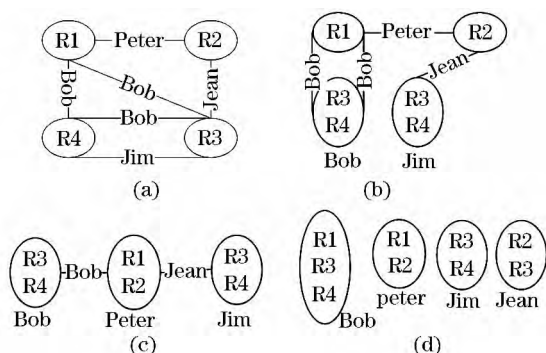 R1 Peter R2
Bob Bob Jean
Bob
R4 R3
Jim
(a)
R1 Peter R2
Bob Bob Jean
R3 R3
R4 R4
Bob Jim
(b)
R3 R1 R3
Bob Jean
R4 R2 R4
Bob Peter Jim
(c)
R1 R1 R3 R2
R3 R2 R4 R3
R4 peter Jim Jean
Bob
(d)